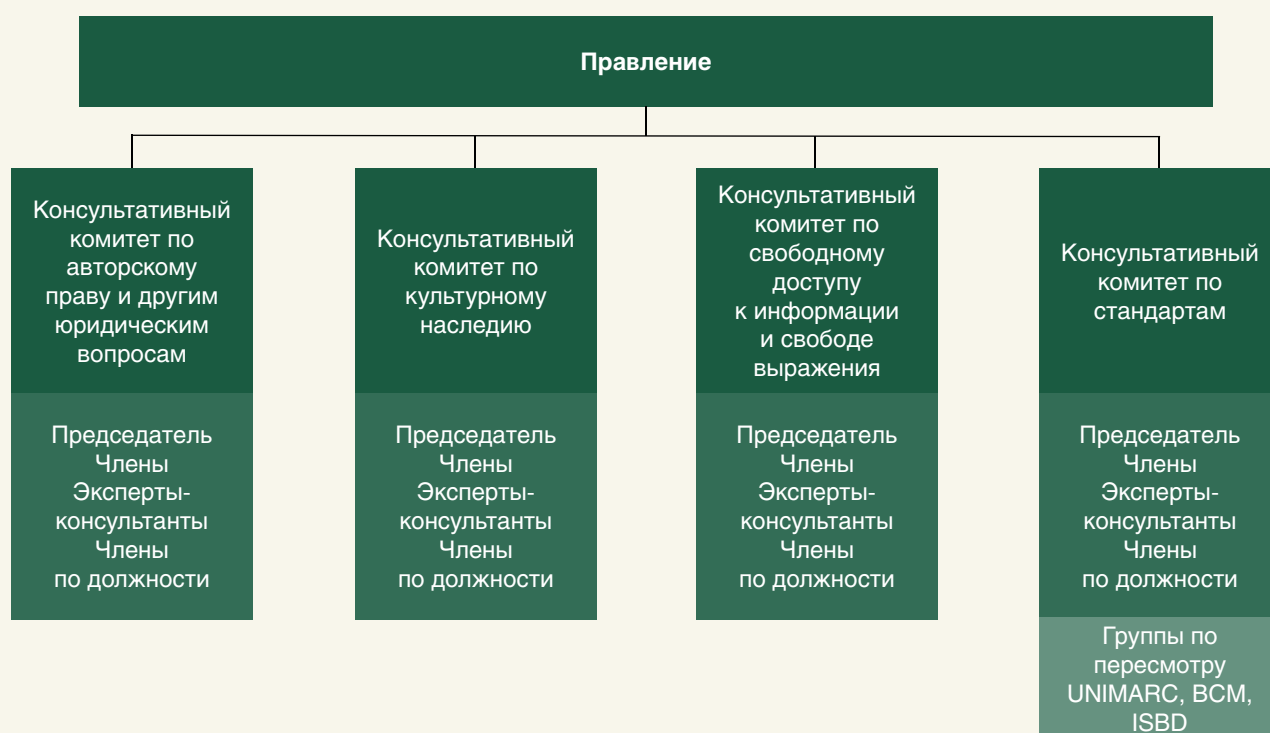 Правление
Консультативный
комитет по
авторскому
праву и другим
юридическим
вопросам
Председатель
Члены
Эксперты-
консультанты
Члены
по должности
Консультативный
комитет по
культурному
наследию
Председатель
Члены
Эксперты-
консультанты
Члены
по должности
Консультативный
комитет по
свободному
доступу
к информации
и свободе
выражения
Председатель
Члены
Эксперты-
консультанты
Члены
по должности
Консультативный
комитет по
стандартам
Председатель
Члены
Эксперты-
консультанты
Члены
по должности
Группы по
пересмотру
UNIMARC, BCM,
ISBD